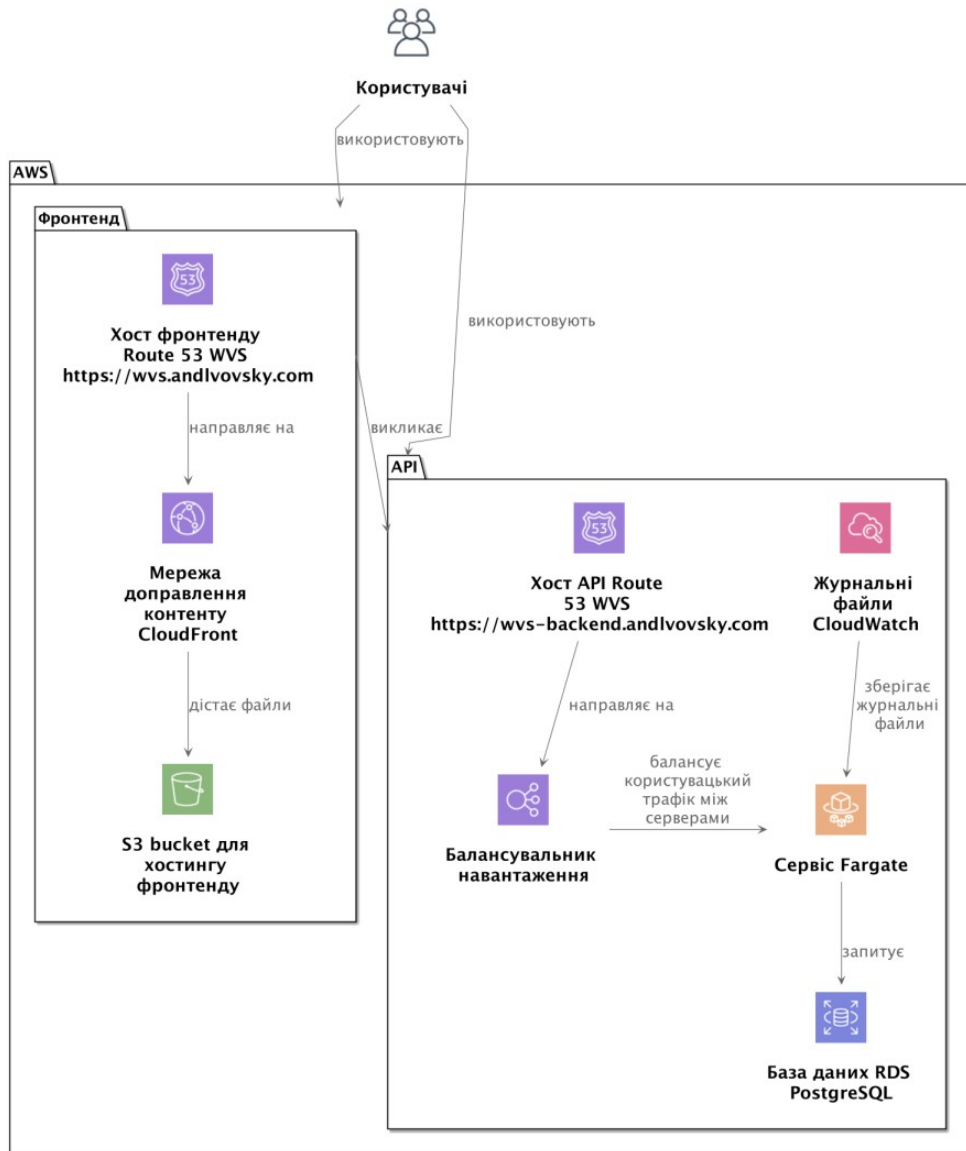 Користувачі
використовують
AWS
Фронтенд
53
Хост фронтенду
Route 53 WVS
https://wvs.andlvovsky.com
використовують
направляє на
викликає
API
53
Мережа
доправлення
контенту
CloudFront
Хост API Route
53 WVS
https://wvs-backend.andlvovsky.com
Журнальні
файли
CloudWatch
дістає файли
направляє на
зберігає
журнальні
файли
балансує
користувацький
трафік між
серверами
S3 bucket для
хостингу
фронтенду
Балансувальник
навантаження
Сервіс Fargate
запитує
База даних RDS
PostgreSQL